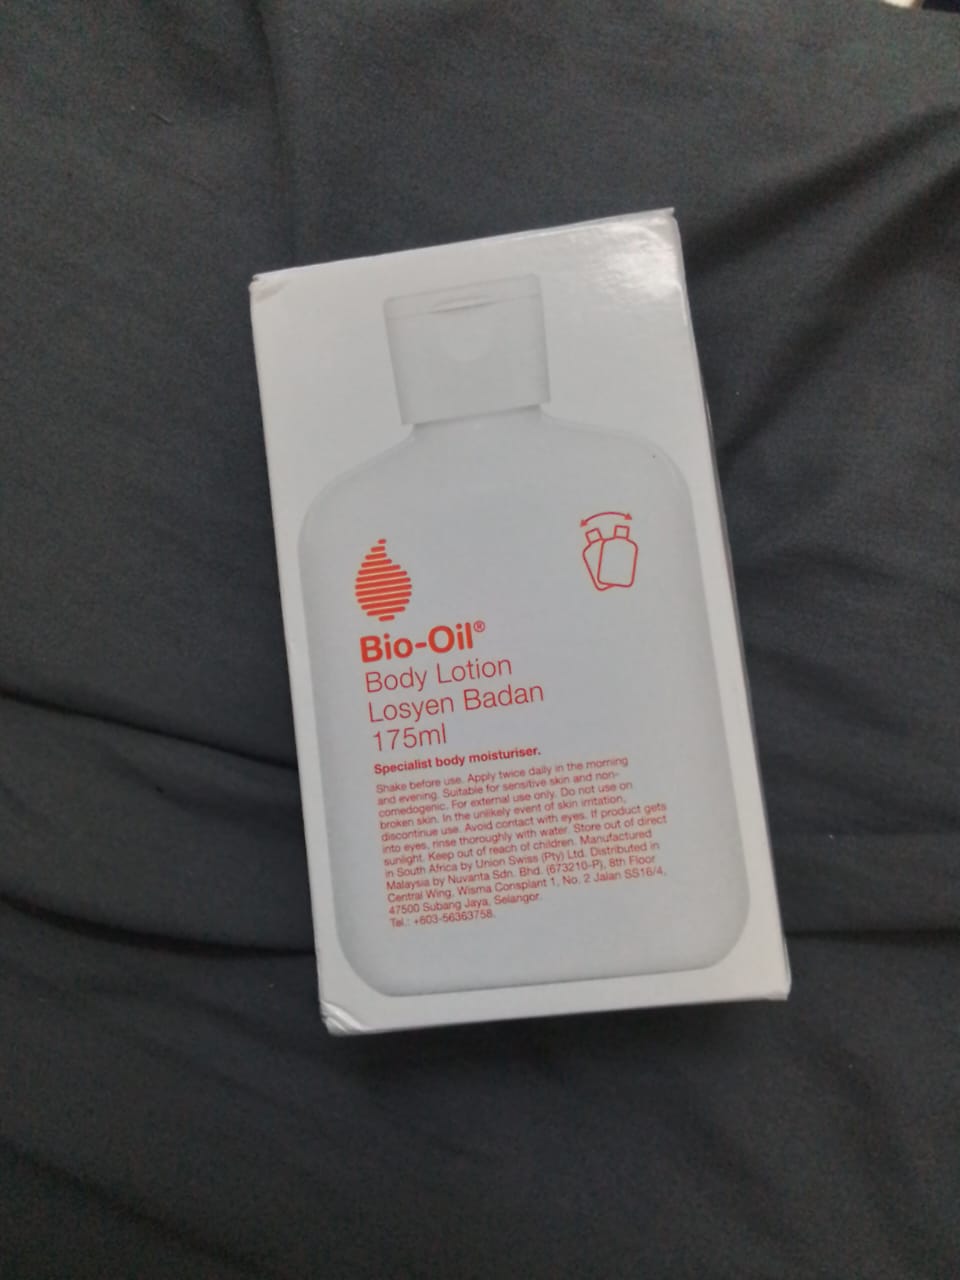 Bio-Oil®
Body Lotion
Losyen Badan
175ml
Specialist body moisturiser.
Shake before use. Apply twice daily in the morning
and evening. Suitable for sensitive skin and non-
comedogenic. For external use only. Do not use on
broken skin. In the unlikely event of skin irritation,
discontinue use. Avoid contact with eyes. If product gets
into eyes, rinse thoroughly with water. Store out of direct
sunlight. Keep out of reach of children. Manufactured
in South Africa by Union Swiss (Pty) Ltd. Distributed in
Malaysia by Nuvanta Sdn. Bhd. (673210-P), 8th Floor
Central Wing, Wisma Consplant 1, No. 2 Jalan SS16/4,
47500 Subang Jaya, Selangor.
Tel.: +603-56363758.